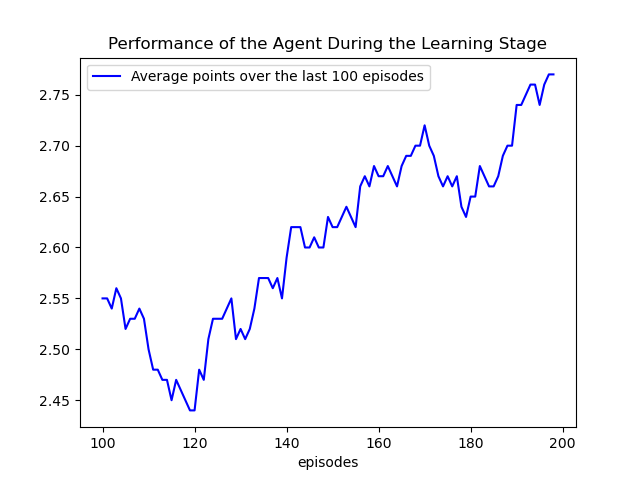 Performance of the Agent During the Learning Stage
Average points over the last 100 episodes
2.75
2.70
2.65
2.60
2.55
2.50
2.45
100 120 140 160 180 200
episodes